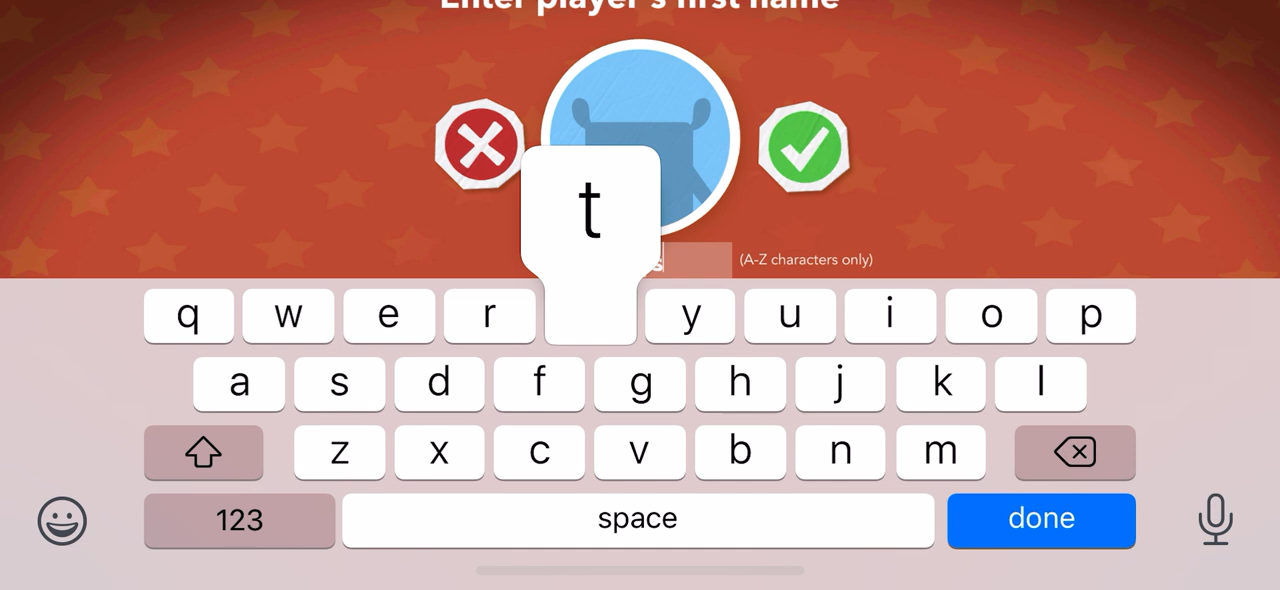 Enter player's first name
t
s
(A-Z characters only)
q w e r y u i o p
a s d f g h j k l
z x c v b n m
123 space done